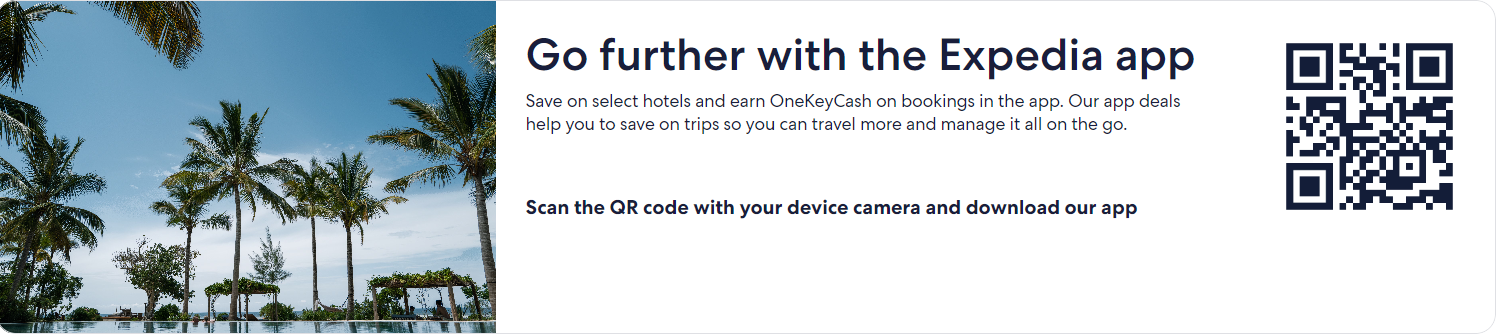 Go further with the Expedia app
Save on select hotels and earn OneKeyCash on bookings in the app. Our app deals
help you to save on trips so you can travel more and manage it all on the go.
Scan the QR code with your device camera and download our app